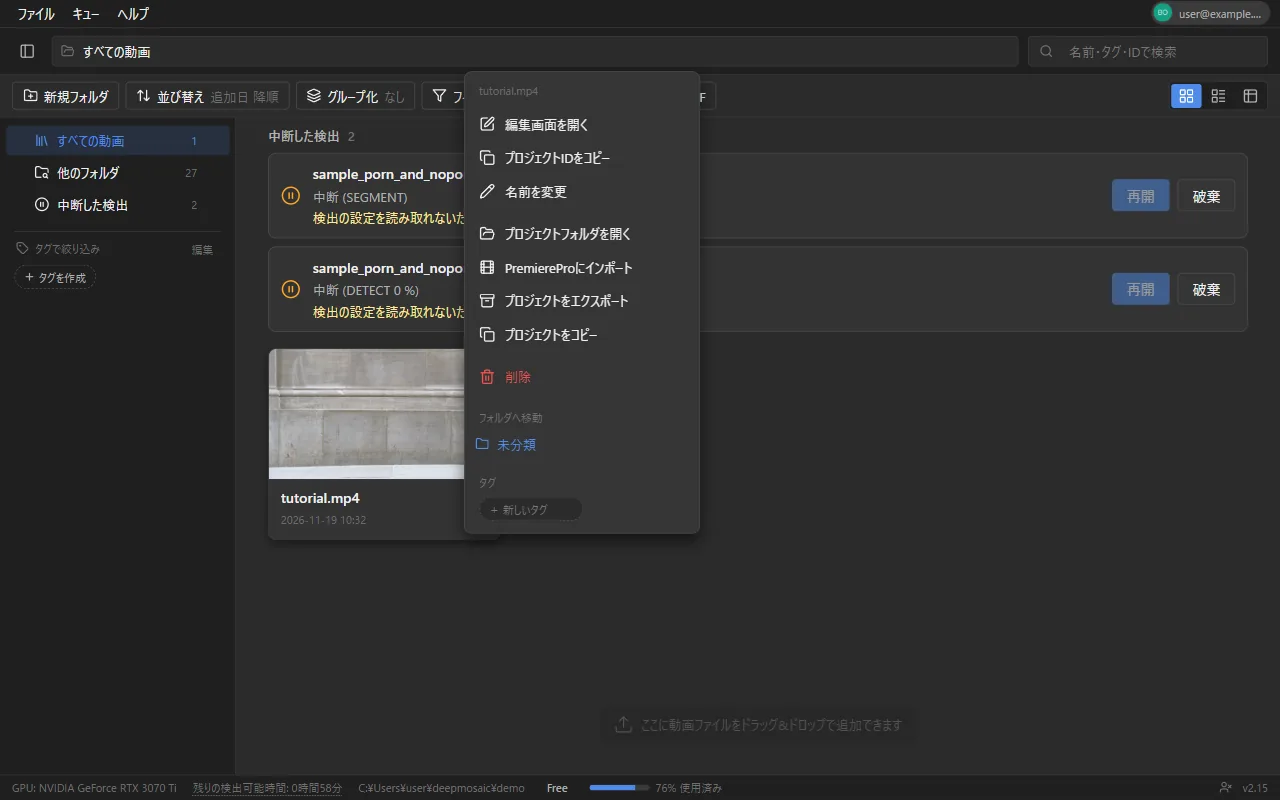 ファイル キュー ヘルプ
BO user@example....
すべての動画
名前・タグ・IDで検索
新規フォルダ 並び替え 追加日 降順 グループ化 なし
すべての動画 1
他のフォルダ 27
中断した検出 2
タグで絞り込み 編集
+ タグを作成
中断した検出 2
sample_porn_and_nopo
中断 (SEGMENT)
検出の設定を読み取れないた
再開 破棄
sample_porn_and_nopo
中断 (DETECT 0 %)
検出の設定を読み取れないた
再開 破棄
tutorial.mp4
2026-11-19 10:32
tutorial.mp4
編集画面を開く
プロジェクトIDをコピー
名前を変更
プロジェクトフォルダを開く
PremiereProにインポート
プロジェクトをエクスポート
プロジェクトをコピー
削除
フォルダへ移動
未分類
タグ
+ 新しいタグ
ここに動画ファイルをドラッグ&ドロップで追加できます
GPU: NVIDIA GeForce RTX 3070 Ti 残りの検出可能時間: 0時間58分 C:¥Users¥user¥deepmosaic¥demo Free 76% 使用済み v2.15